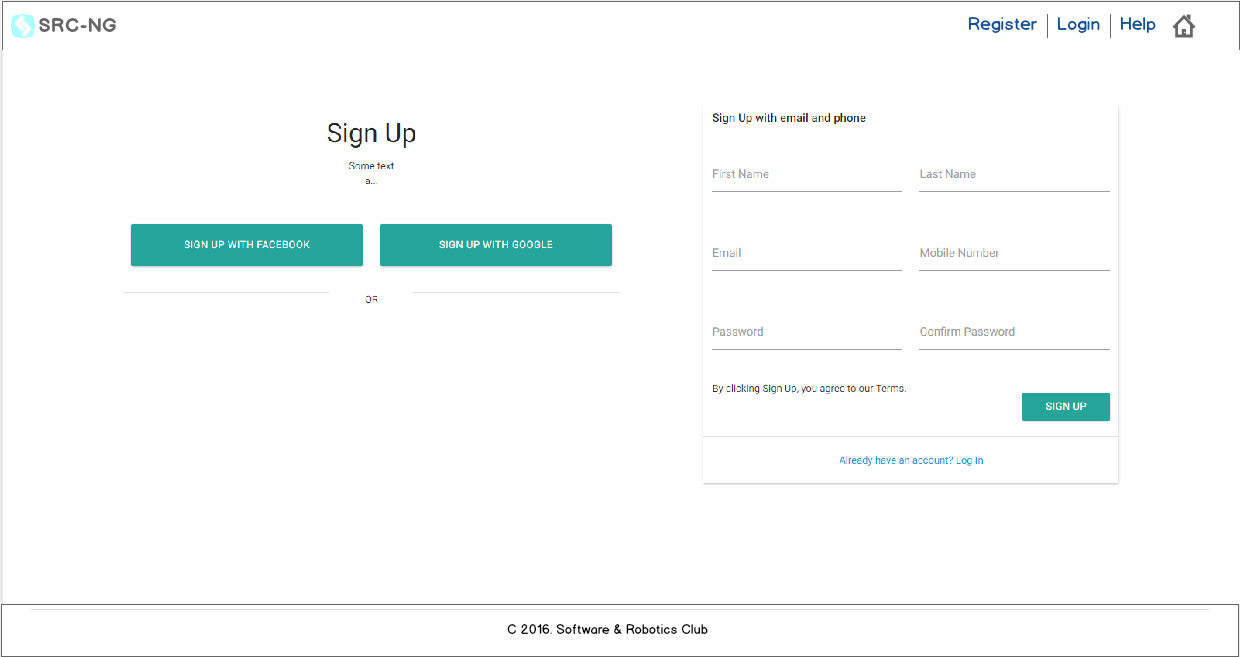 SRC-NG
Register
Login
Help
Sign Up
Some text
a...
SIGN UP WITH FACEBOOK
SIGN UP WITH GOOGLE
OR
Sign Up with email and phone
First Name
Last Name
Email
Mobile Number
Password
Confirm Password
By clicking Sign Up, you agree to our Terms.
SIGN UP
Already have an account? Log In
C 2016. Software & Robotics Club